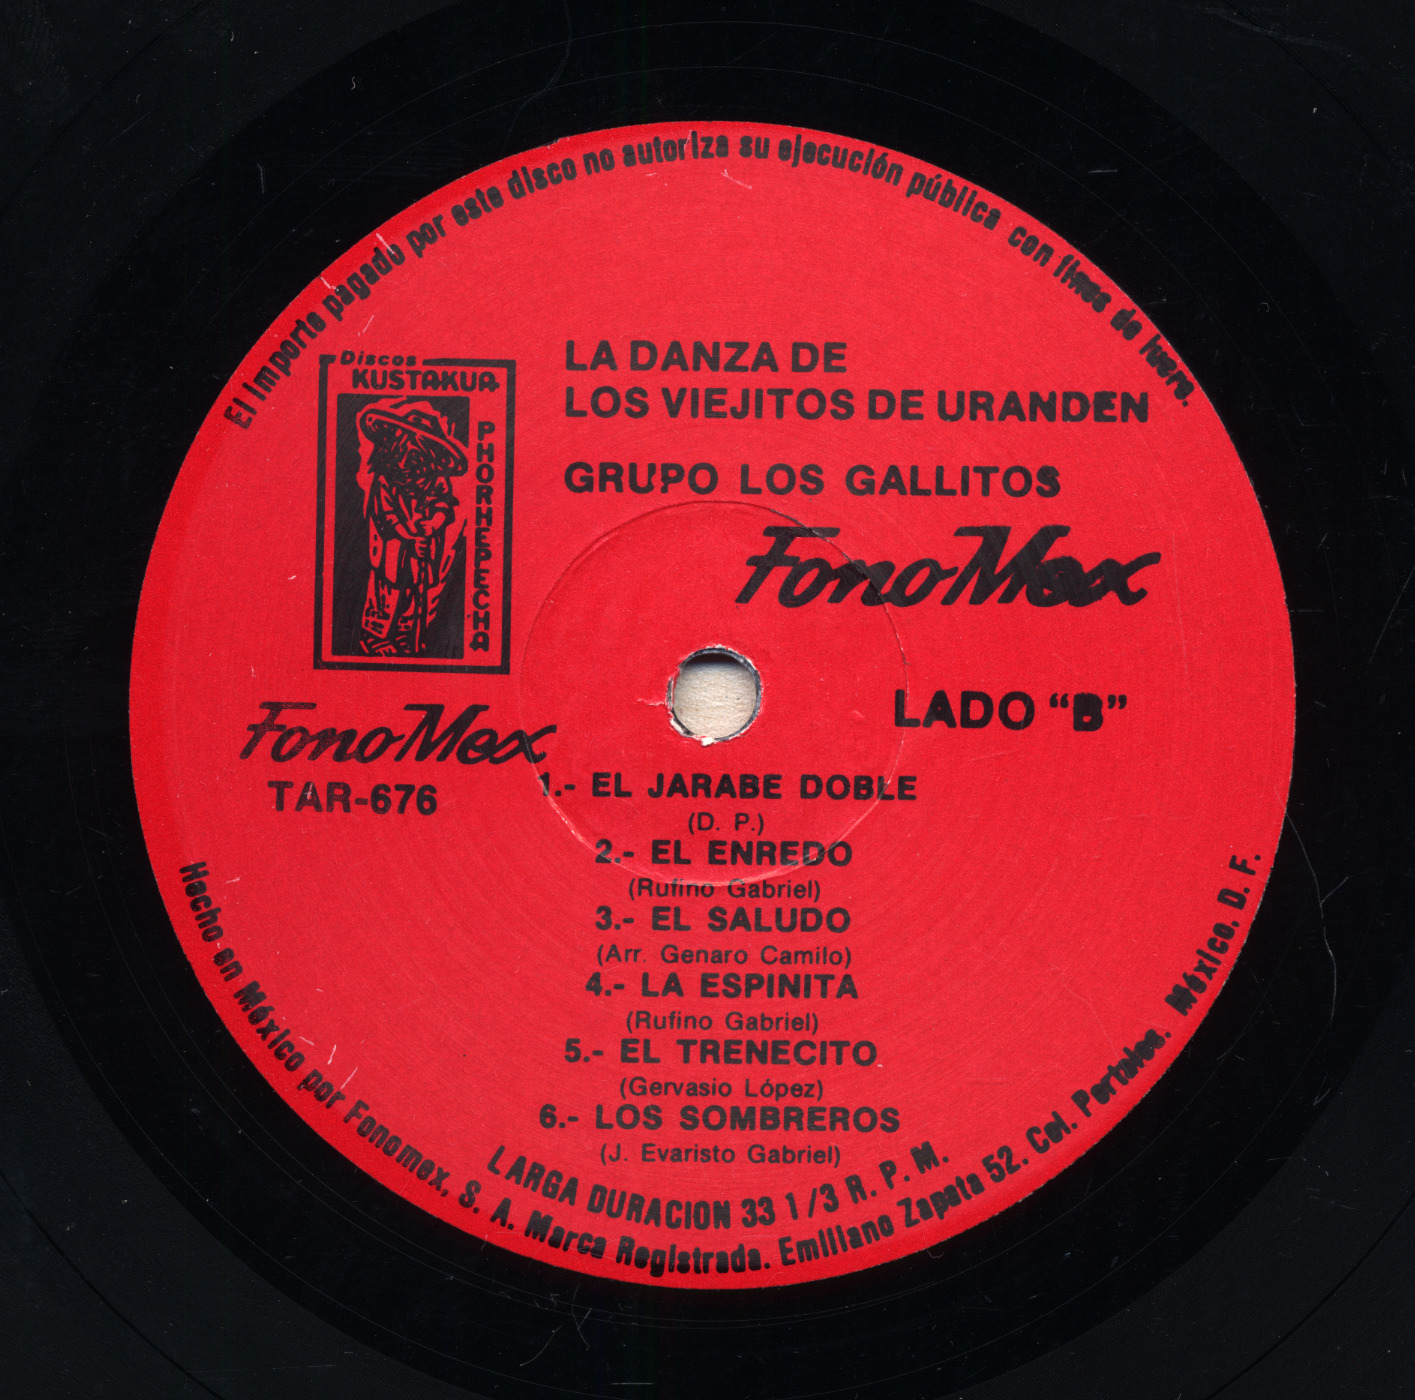 El importe pagado por este disco no autoriza su ejecución pública con fines de lucro.
Discos
KUSTAKUA
PHORHEPECHA
LA DANZA DE
LOS VIEJITOS DE URANDEN
GRUPO LOS GALLITOS
FonoMex
LADO “B”
FonoMex
TAR-676
1.- EL JARABE DOBLE
(D. P.)
2.- EL ENREDO
(Rufino Gabriel)
3.- EL SALUDO
(Arr. Genaro Camilo)
4.- LA ESPINITA
(Rufino Gabriel)
5.- EL TRENECITO
(Gervasio López)
6.- LOS SOMBREROS
(J. Evaristo Gabriel)
LARGA DURACION 33 1/3 R. P. M.
Hecho en México por Fonomex, S. A. Marca Registrada. Emiliano Zapata 52. Col. Portales. México, D. F.